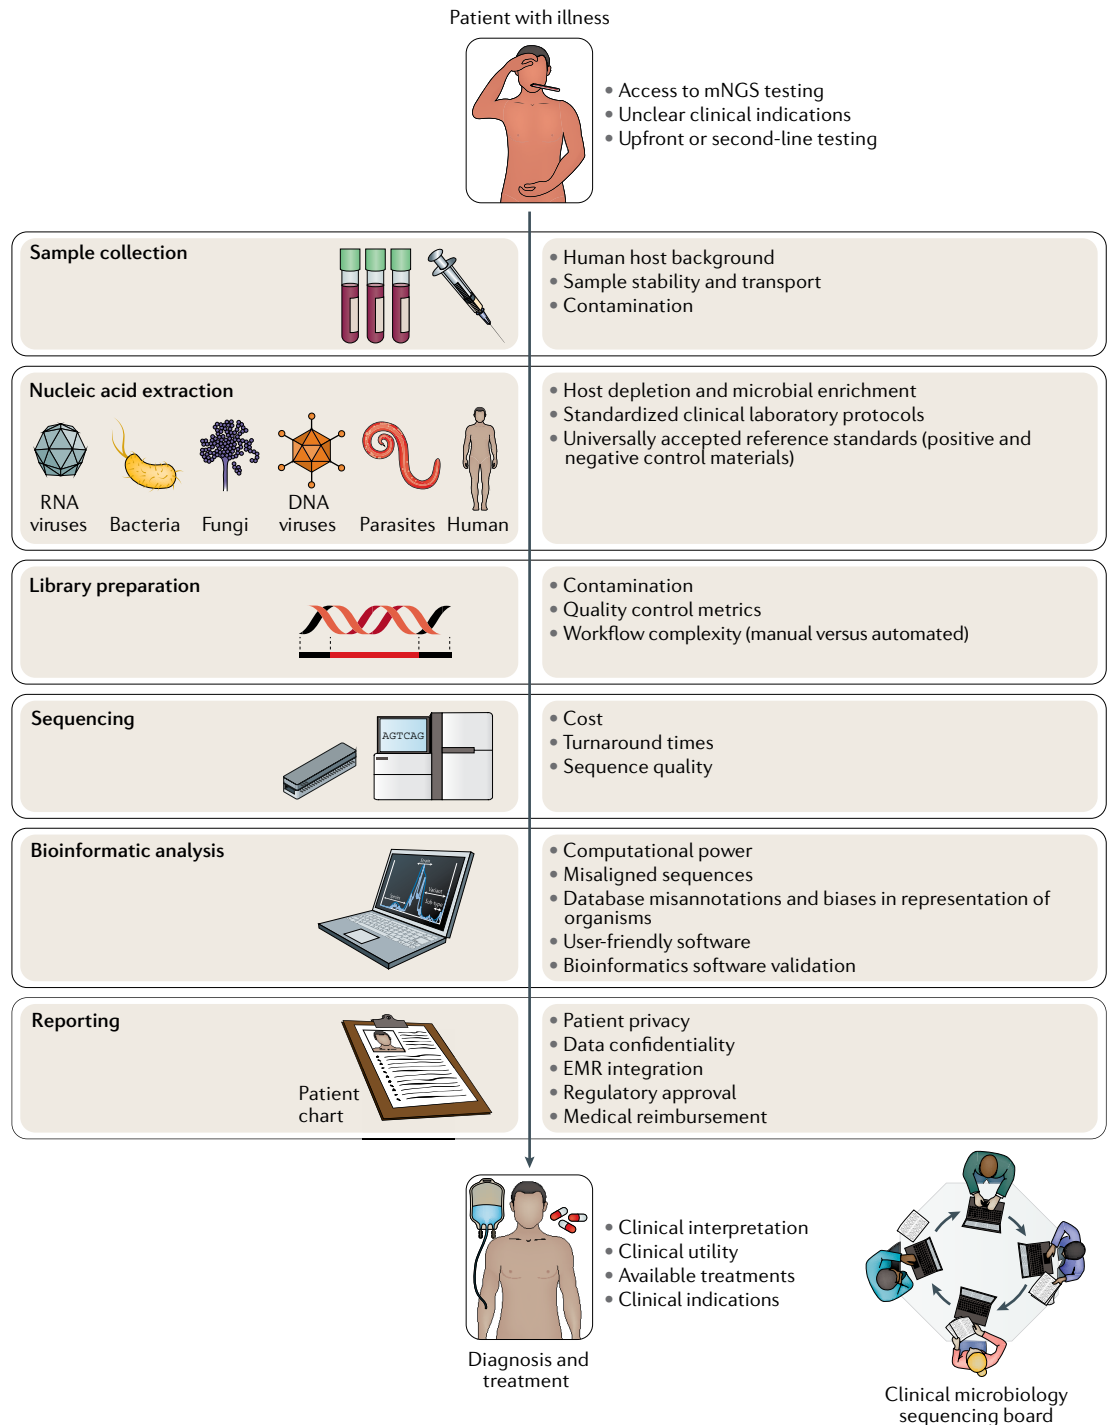 Patient with illness
• Access to mNGS testing
• Unclear clinical indications
• Upfront or second-line testing
Sample collection
• Human host background
• Sample stability and transport
• Contamination
Nucleic acid extraction
RNA
viruses
Bacteria
Fungi
DNA
viruses
Parasites
Human
• Host depletion and microbial enrichment
• Standardized clinical laboratory protocols
• Universally accepted reference standards (positive and
negative control materials)
Library preparation
• Contamination
• Quality control metrics
• Workflow complexity (manual versus automated)
Sequencing
AGTCAG
• Cost
• Turnaround times
• Sequence quality
Bioinformatic analysis
• Computational power
• Misaligned sequences
• Database misannotations and biases in representation of
organisms
• User-friendly software
• Bioinformatics software validation
Reporting
Patient
chart
• Patient privacy
• Data confidentiality
• EMR integration
• Regulatory approval
• Medical reimbursement
• Clinical interpretation
• Clinical utility
• Available treatments
• Clinical indications
Diagnosis and
treatment
Clinical microbiology
sequencing board